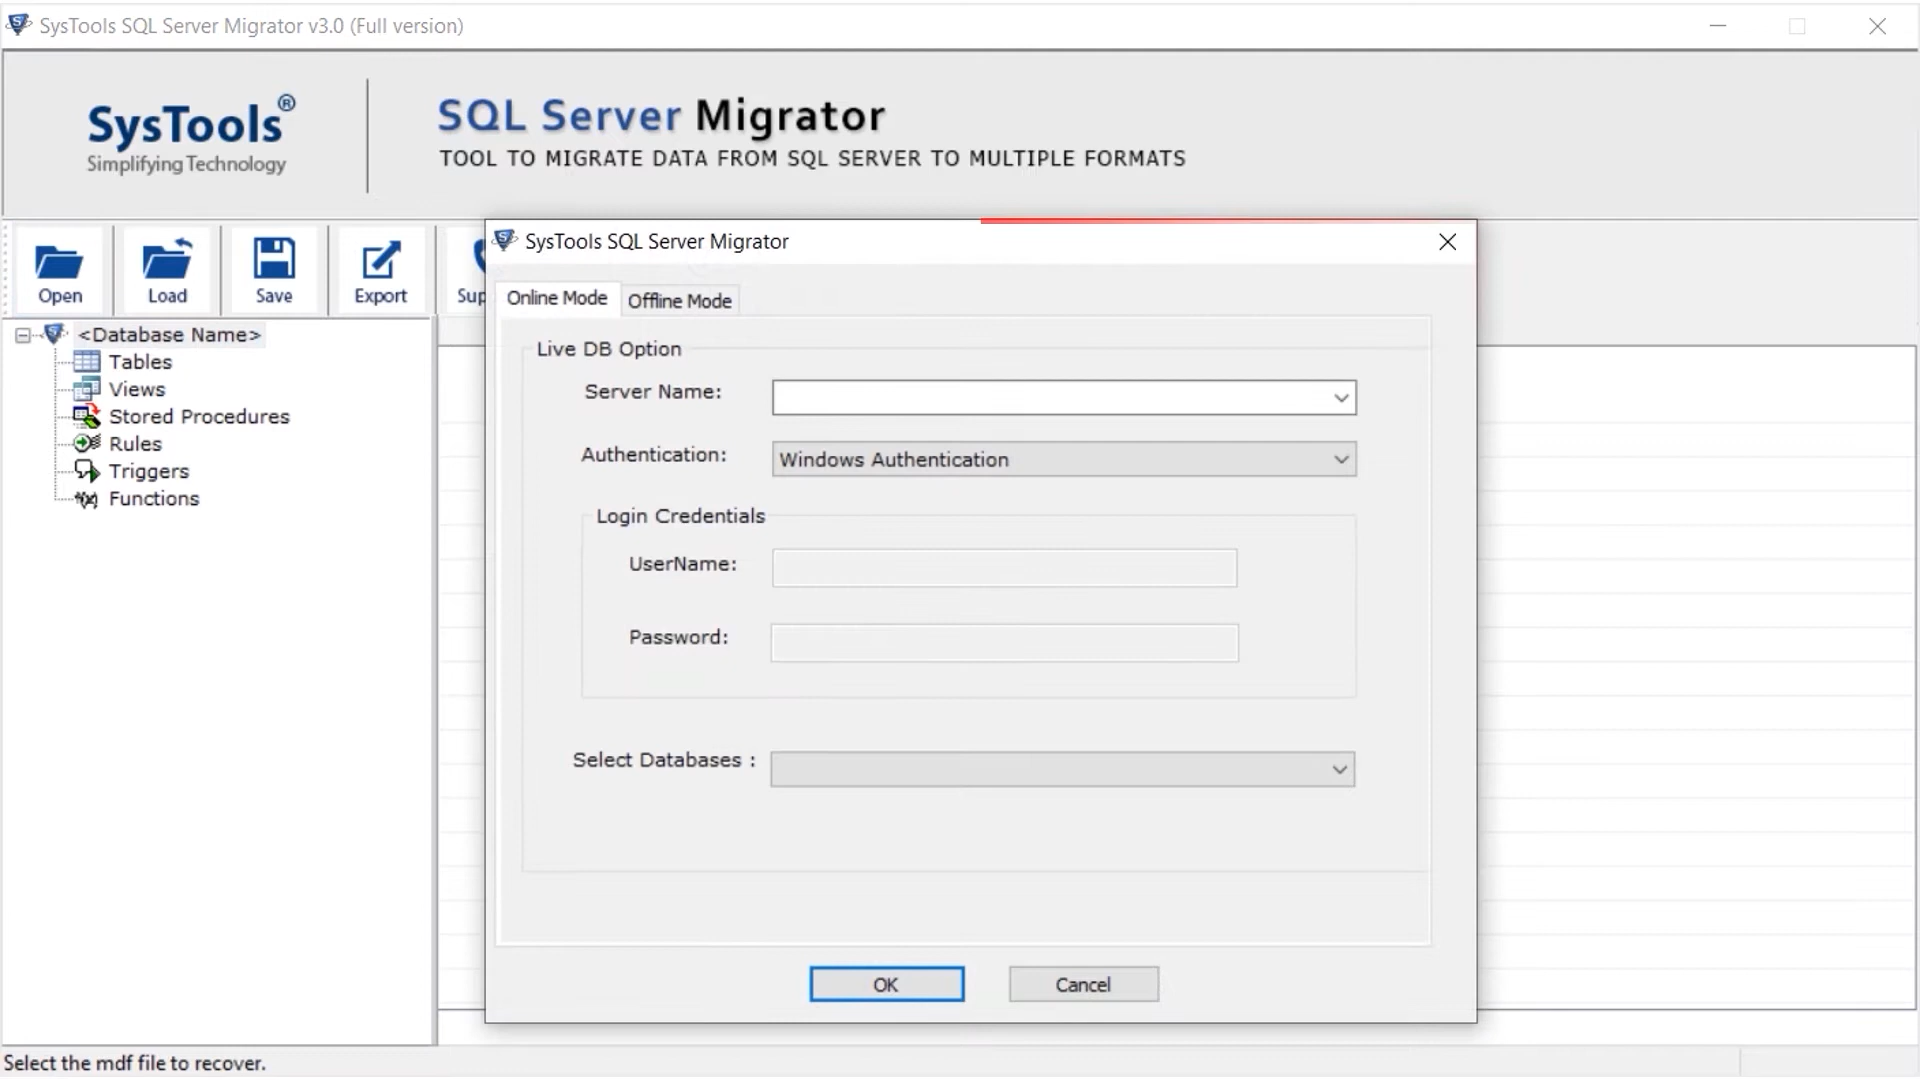 SysTools SQL Server Migrator v3.0 (Full version)
SysTools®
Simplifying Technology
SQL Server Migrator
TOOL TO MIGRATE DATA FROM SQL SERVER TO MULTIPLE FORMATS
Open
Load
Save
Export
Sup
<Database Name>
Tables
Views
Stored Procedures
Rules
Triggers
Functions
SysTools SQL Server Migrator
Online Mode
Offline Mode
Live DB Option
Server Name:
Authentication:
Windows Authentication
Login Credentials
UserName:
Password:
Select Databases :
OK
Cancel
Select the mdf file to recover.